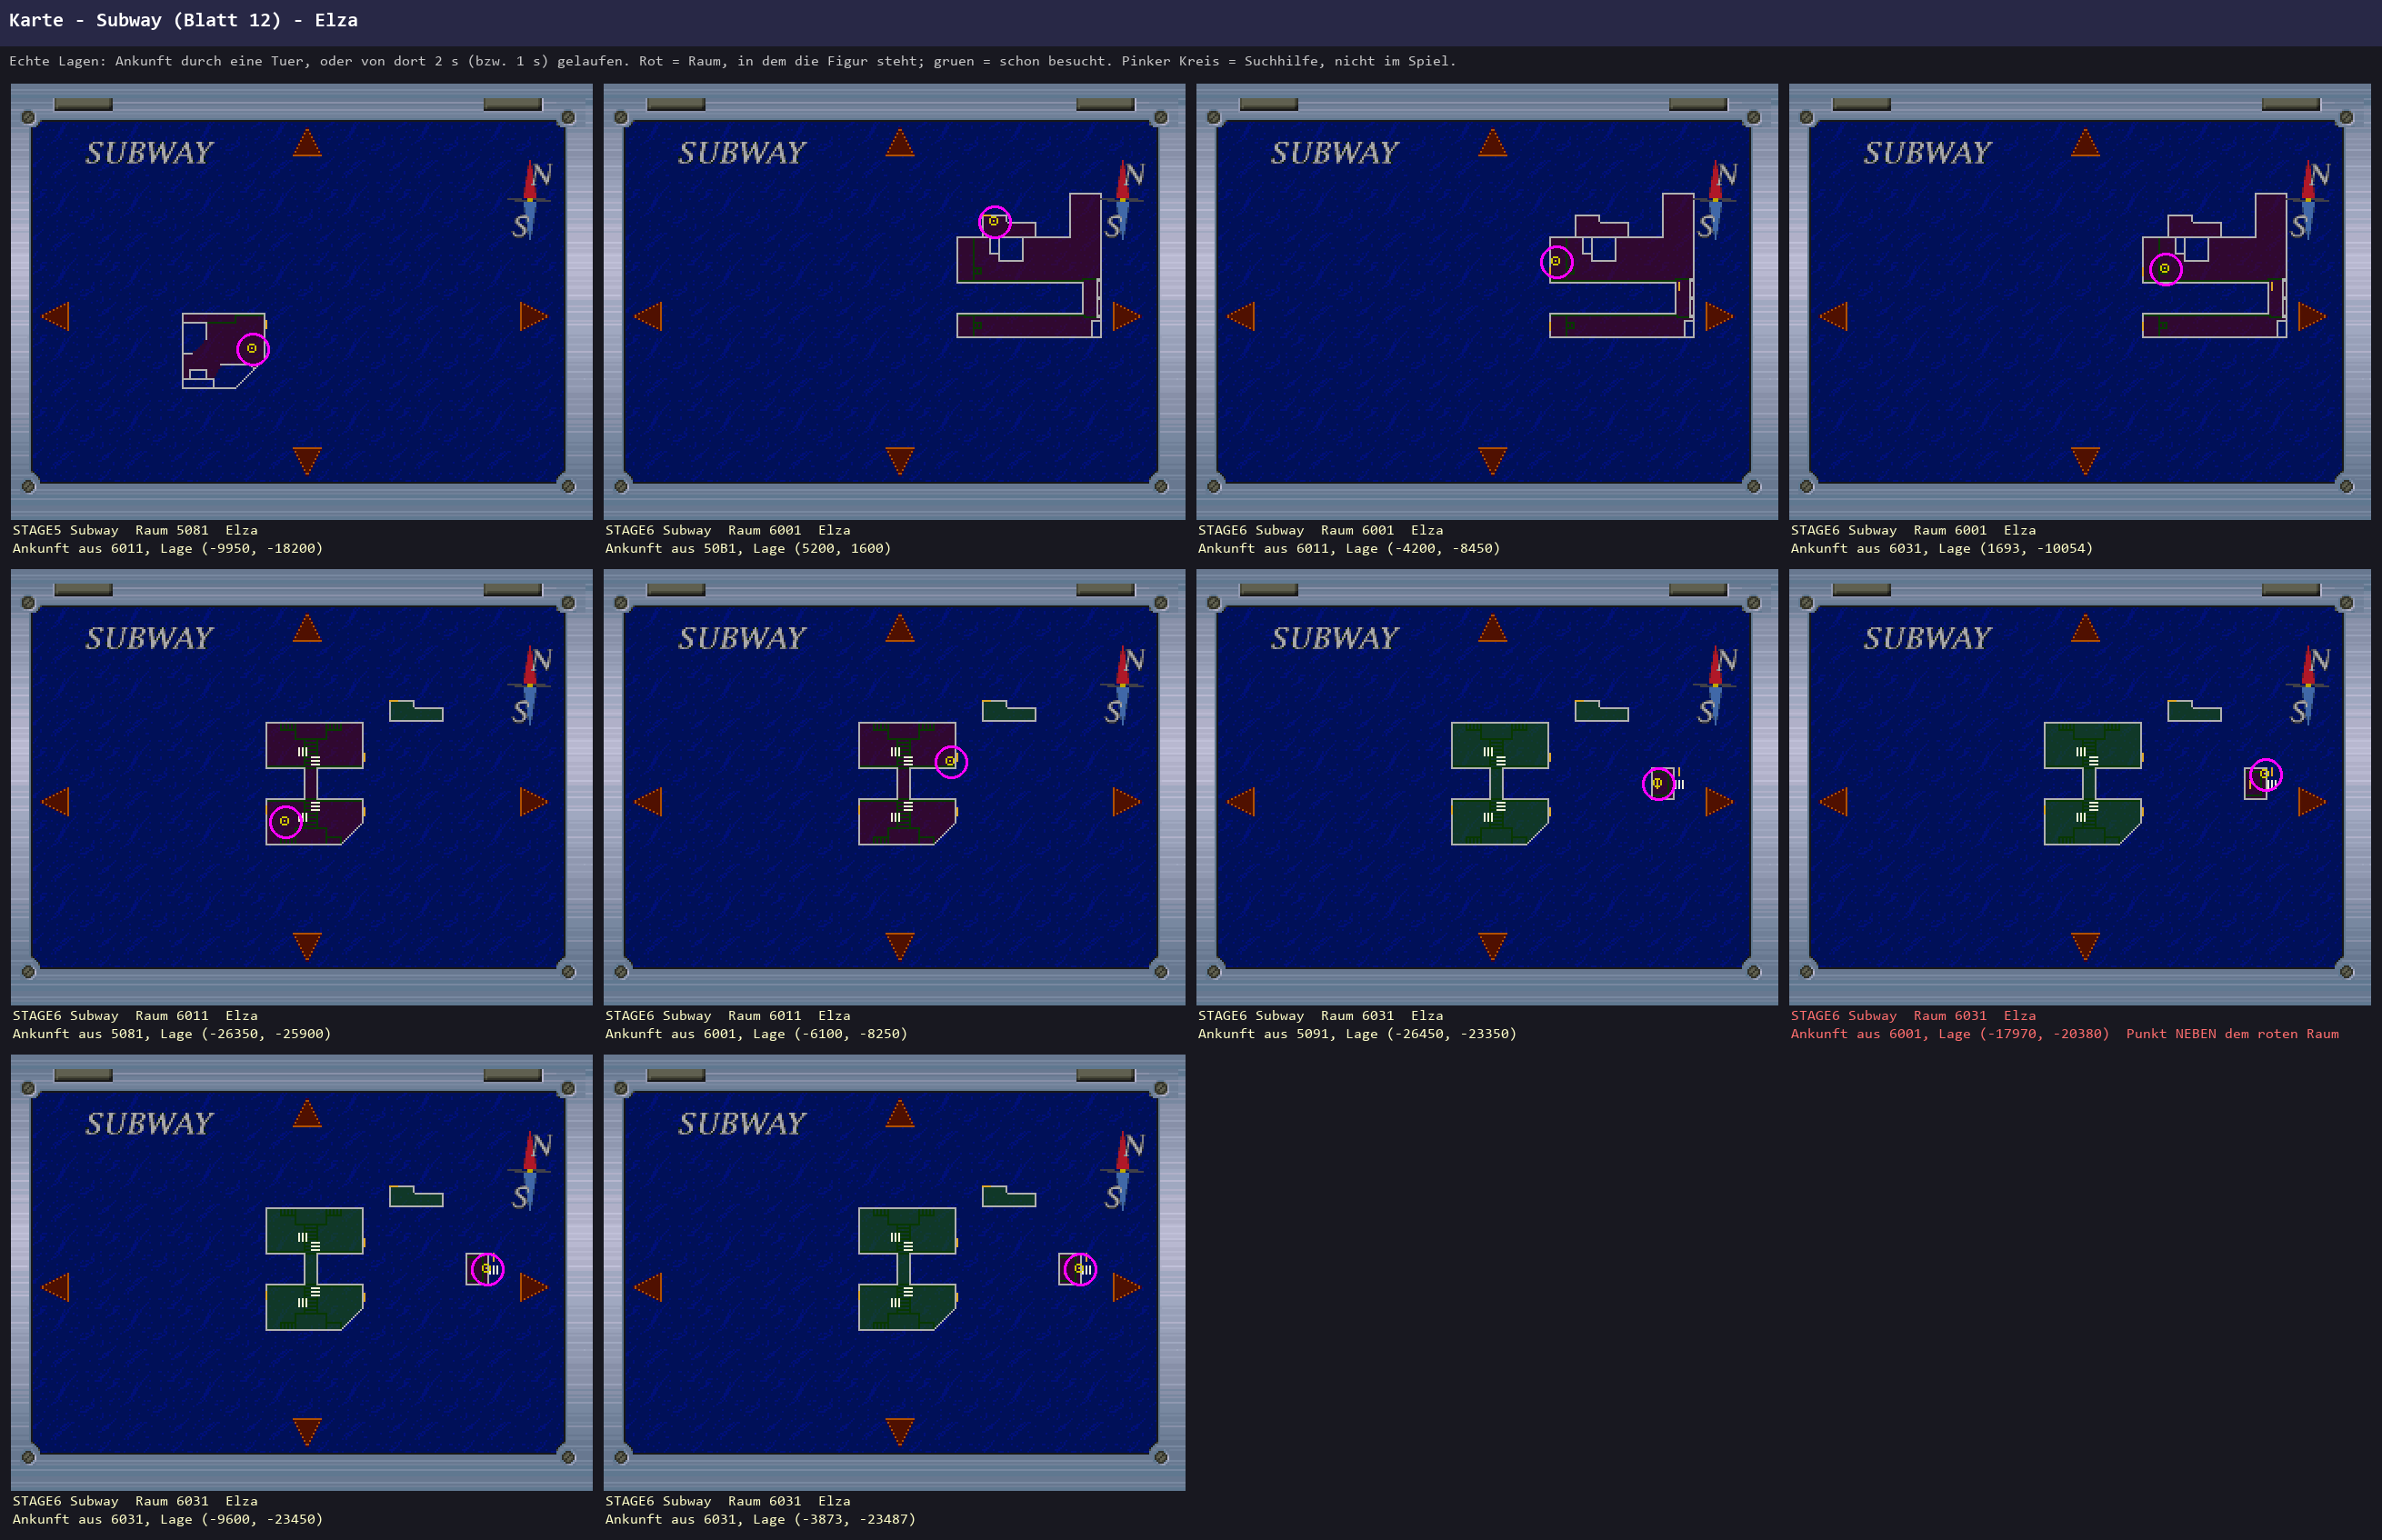 Karte - Subway (Blatt 12) - Elza
Echte Lagen: Ankunft durch eine Tuer, oder von dort 2 s (bzw. 1 s) gelaufen. Rot = Raum, in dem die Figur steht; gruen = schon besucht. Pinker Kreis = Suchhilfe, nicht im Spiel.
SUBWAY
N
S
STAGE5 Subway Raum 5081 Elza
Ankunft aus 6011, Lage (-9950, -18200)
SUBWAY
N
S
STAGE6 Subway Raum 6001 Elza
Ankunft aus 50B1, Lage (5200, 1600)
SUBWAY
N
S
STAGE6 Subway Raum 6001 Elza
Ankunft aus 6011, Lage (-4200, -8450)
SUBWAY
N
S
STAGE6 Subway Raum 6001 Elza
Ankunft aus 6031, Lage (1693, -10054)
SUBWAY
N
S
STAGE6 Subway Raum 6011 Elza
Ankunft aus 5081, Lage (-26350, -25900)
SUBWAY
N
S
STAGE6 Subway Raum 6011 Elza
Ankunft aus 6001, Lage (-6100, -8250)
SUBWAY
N
S
STAGE6 Subway Raum 6031 Elza
Ankunft aus 5091, Lage (-26450, -23350)
SUBWAY
N
S
STAGE6 Subway Raum 6031 Elza
Ankunft aus 6001, Lage (-17970, -20380) Punkt NEBEN dem roten Raum
SUBWAY
N
S
STAGE6 Subway Raum 6031 Elza
Ankunft aus 6031, Lage (-9600, -23450)
SUBWAY
N
S
STAGE6 Subway Raum 6031 Elza
Ankunft aus 6031, Lage (-3873, -23487)